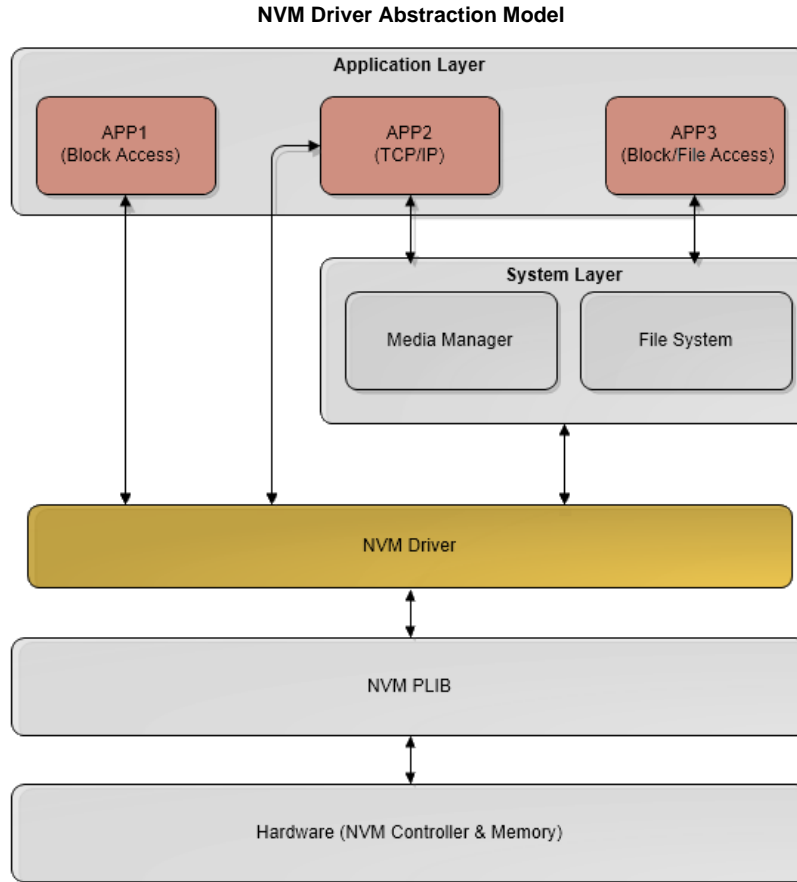 NVM Driver Abstraction Model
Application Layer
APP1
(Block Access)
APP2
(TCP/IP)
APP3
(Block/File Access)
System Layer
Media Manager
File System
NVM Driver
NVM PLIB
Hardware (NVM Controller & Memory)